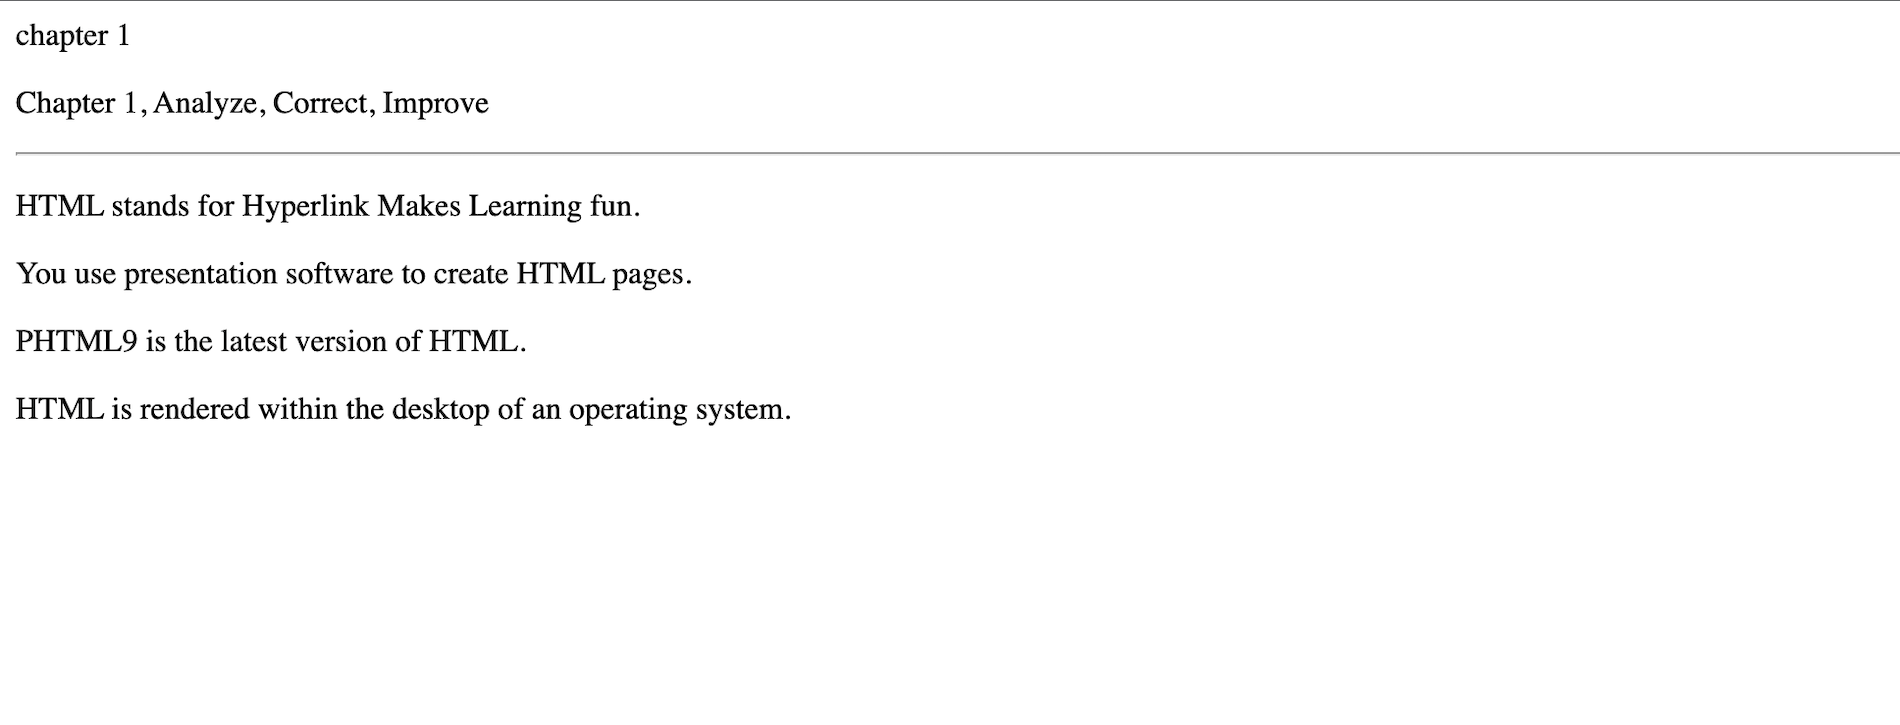 chapter 1
Chapter 1, Analyze, Correct, Improve
HTML stands for Hyperlink Makes Learning fun.
You use presentation software to create HTML pages.
PHTML9 is the latest version of HTML.
HTML is rendered within the desktop of an operating system.